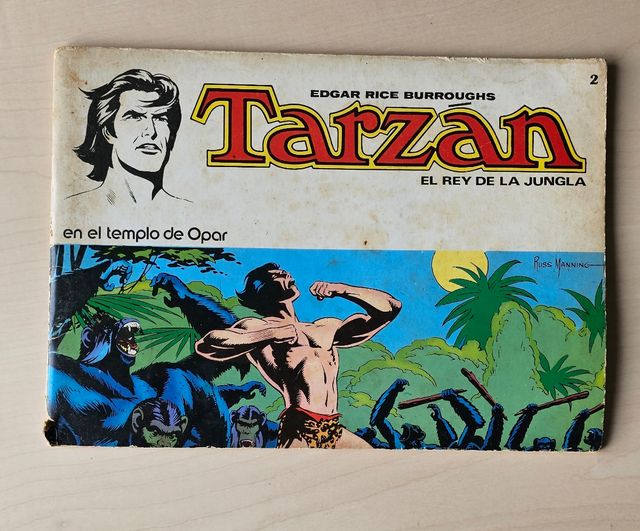 2
EDGAR RICE BURROUGHS
Tarzán
EL REY DE LA JUNGLA
en el templo de Opar
RUSS MANNING